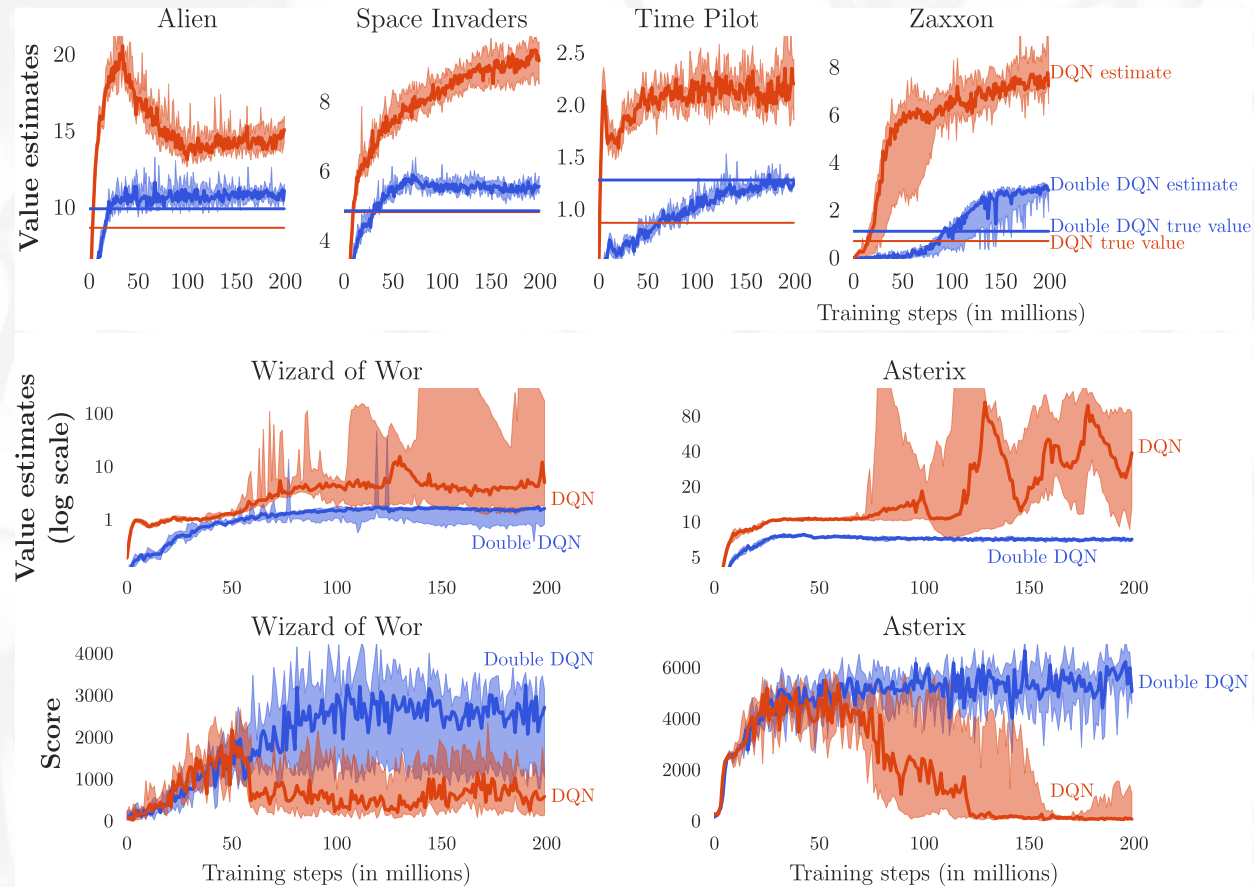 Alien
Space Invaders
Time Pilot
Zaxxon
Value estimates
20
15
10
0 50 100 150 200
8
6
4
0 50 100 150 200
2.5
2.0
1.5
1.0
0 50 100 150 200
8
6
4
2
0
0 50 100 150 200
DQN estimate
Double DQN estimate
Double DQN true value
DQN true value
Training steps (in millions)
Wizard of Wor
Asterix
Value estimates
(log scale)
100
10
1
0 50 100 150 200
DQN
Double DQN
80
40
20
10
5
0 50 100 150 200
DQN
Double DQN
Wizard of Wor
Asterix
Score
4000
3000
2000
1000
0
0 50 100 150 200
Double DQN
DQN
Training steps (in millions)
6000
4000
2000
0
0 50 100 150 200
Double DQN
DQN
Training steps (in millions)